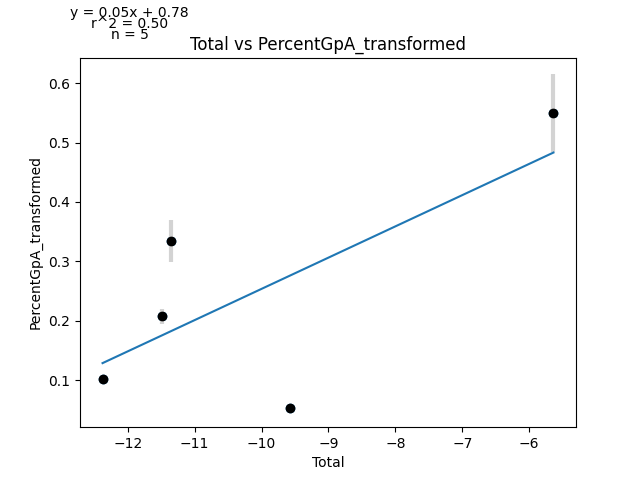 y = 0.05x + 0.78
r^2 = 0.50
n = 5
Total vs PercentGpA_transformed
0.6
0.5
0.4
0.3
0.2
0.1
PercentGpA_transformed
−12
−11
−10
−9
−8
−7
−6
Total